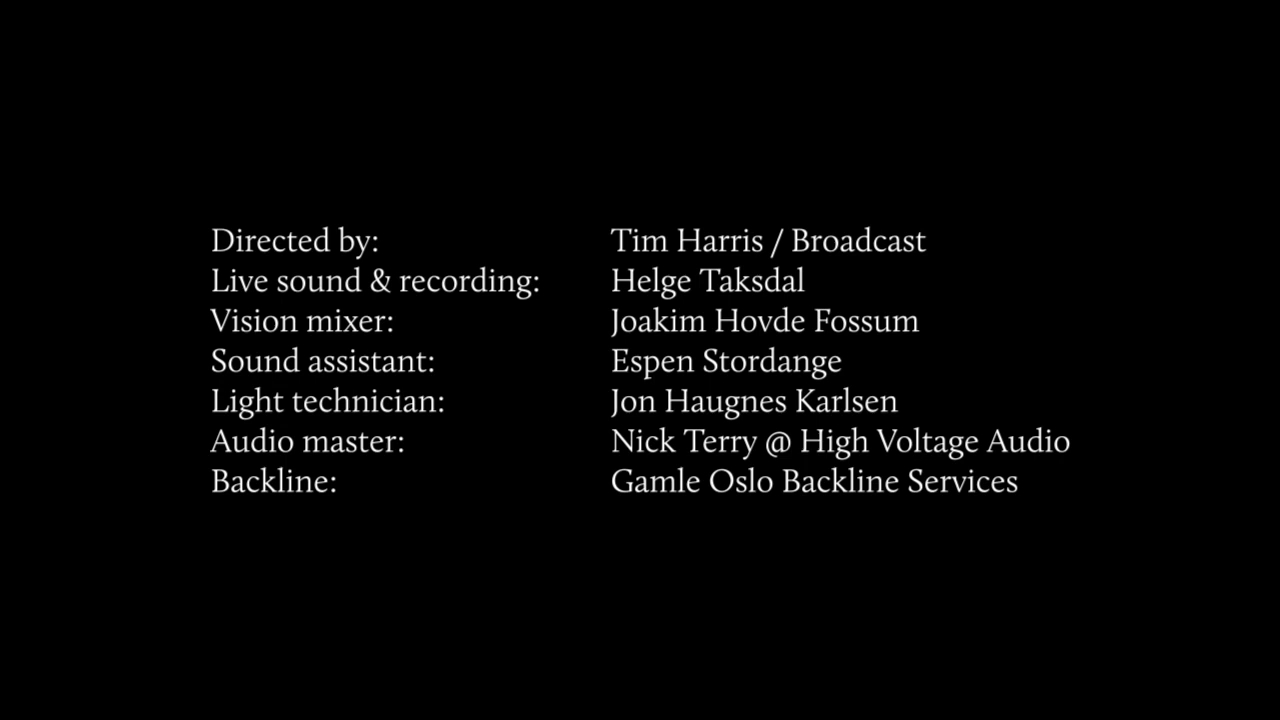 Directed by: Tim Harris / Broadcast
Live sound & recording: Helge Taksdal
Vision mixer: Joakim Hovde Fossum
Sound assistant: Espen Stordange
Light technician: Jon Haugnes Karlsen
Audio master: Nick Terry @ High Voltage Audio
Backline: Gamle Oslo Backline Services